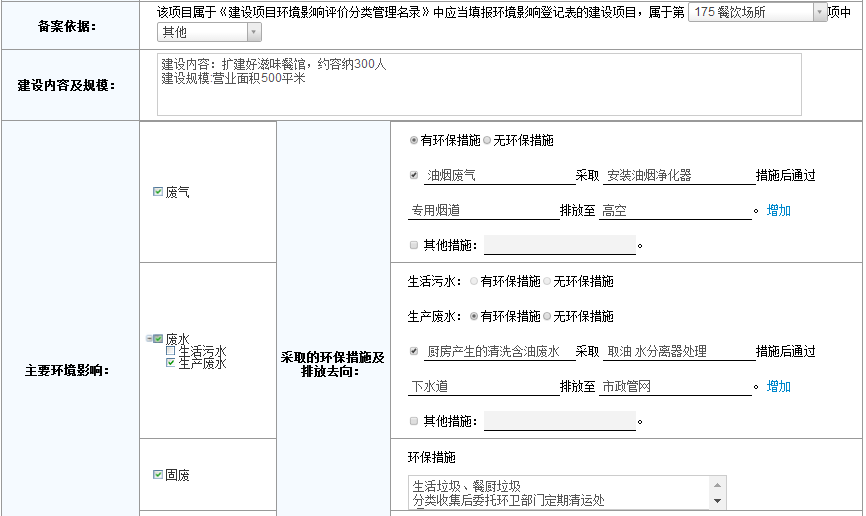 备案依据：
该项目属于《建设项目环境影响评价分类管理名录》中应当填报环境影响登记表的建设项目，属于第 175 餐饮场所 项中
其他
建设内容及规模：
建设内容：扩建好滋味餐馆，约容纳300人
建设规模:营业面积500平米
主要环境影响：
废气
采取的环保措施及
排放去向：
有环保措施 无环保措施
油烟废气 采取 安装油烟净化器 措施后通过
专用烟道 排放至 高空 。 增加
其他措施： 。
废水
生活污水
生产废水
生活污水： 有环保措施 无环保措施
生产废水： 有环保措施 无环保措施
厨房产生的清洗含油废水 采取 取油 水分离器处理 措施后通过
下水道 排放至 市政管网 。 增加
其他措施： 。
固废
环保措施
生活垃圾、餐厨垃圾
分类收集后委托环卫部门定期清运处